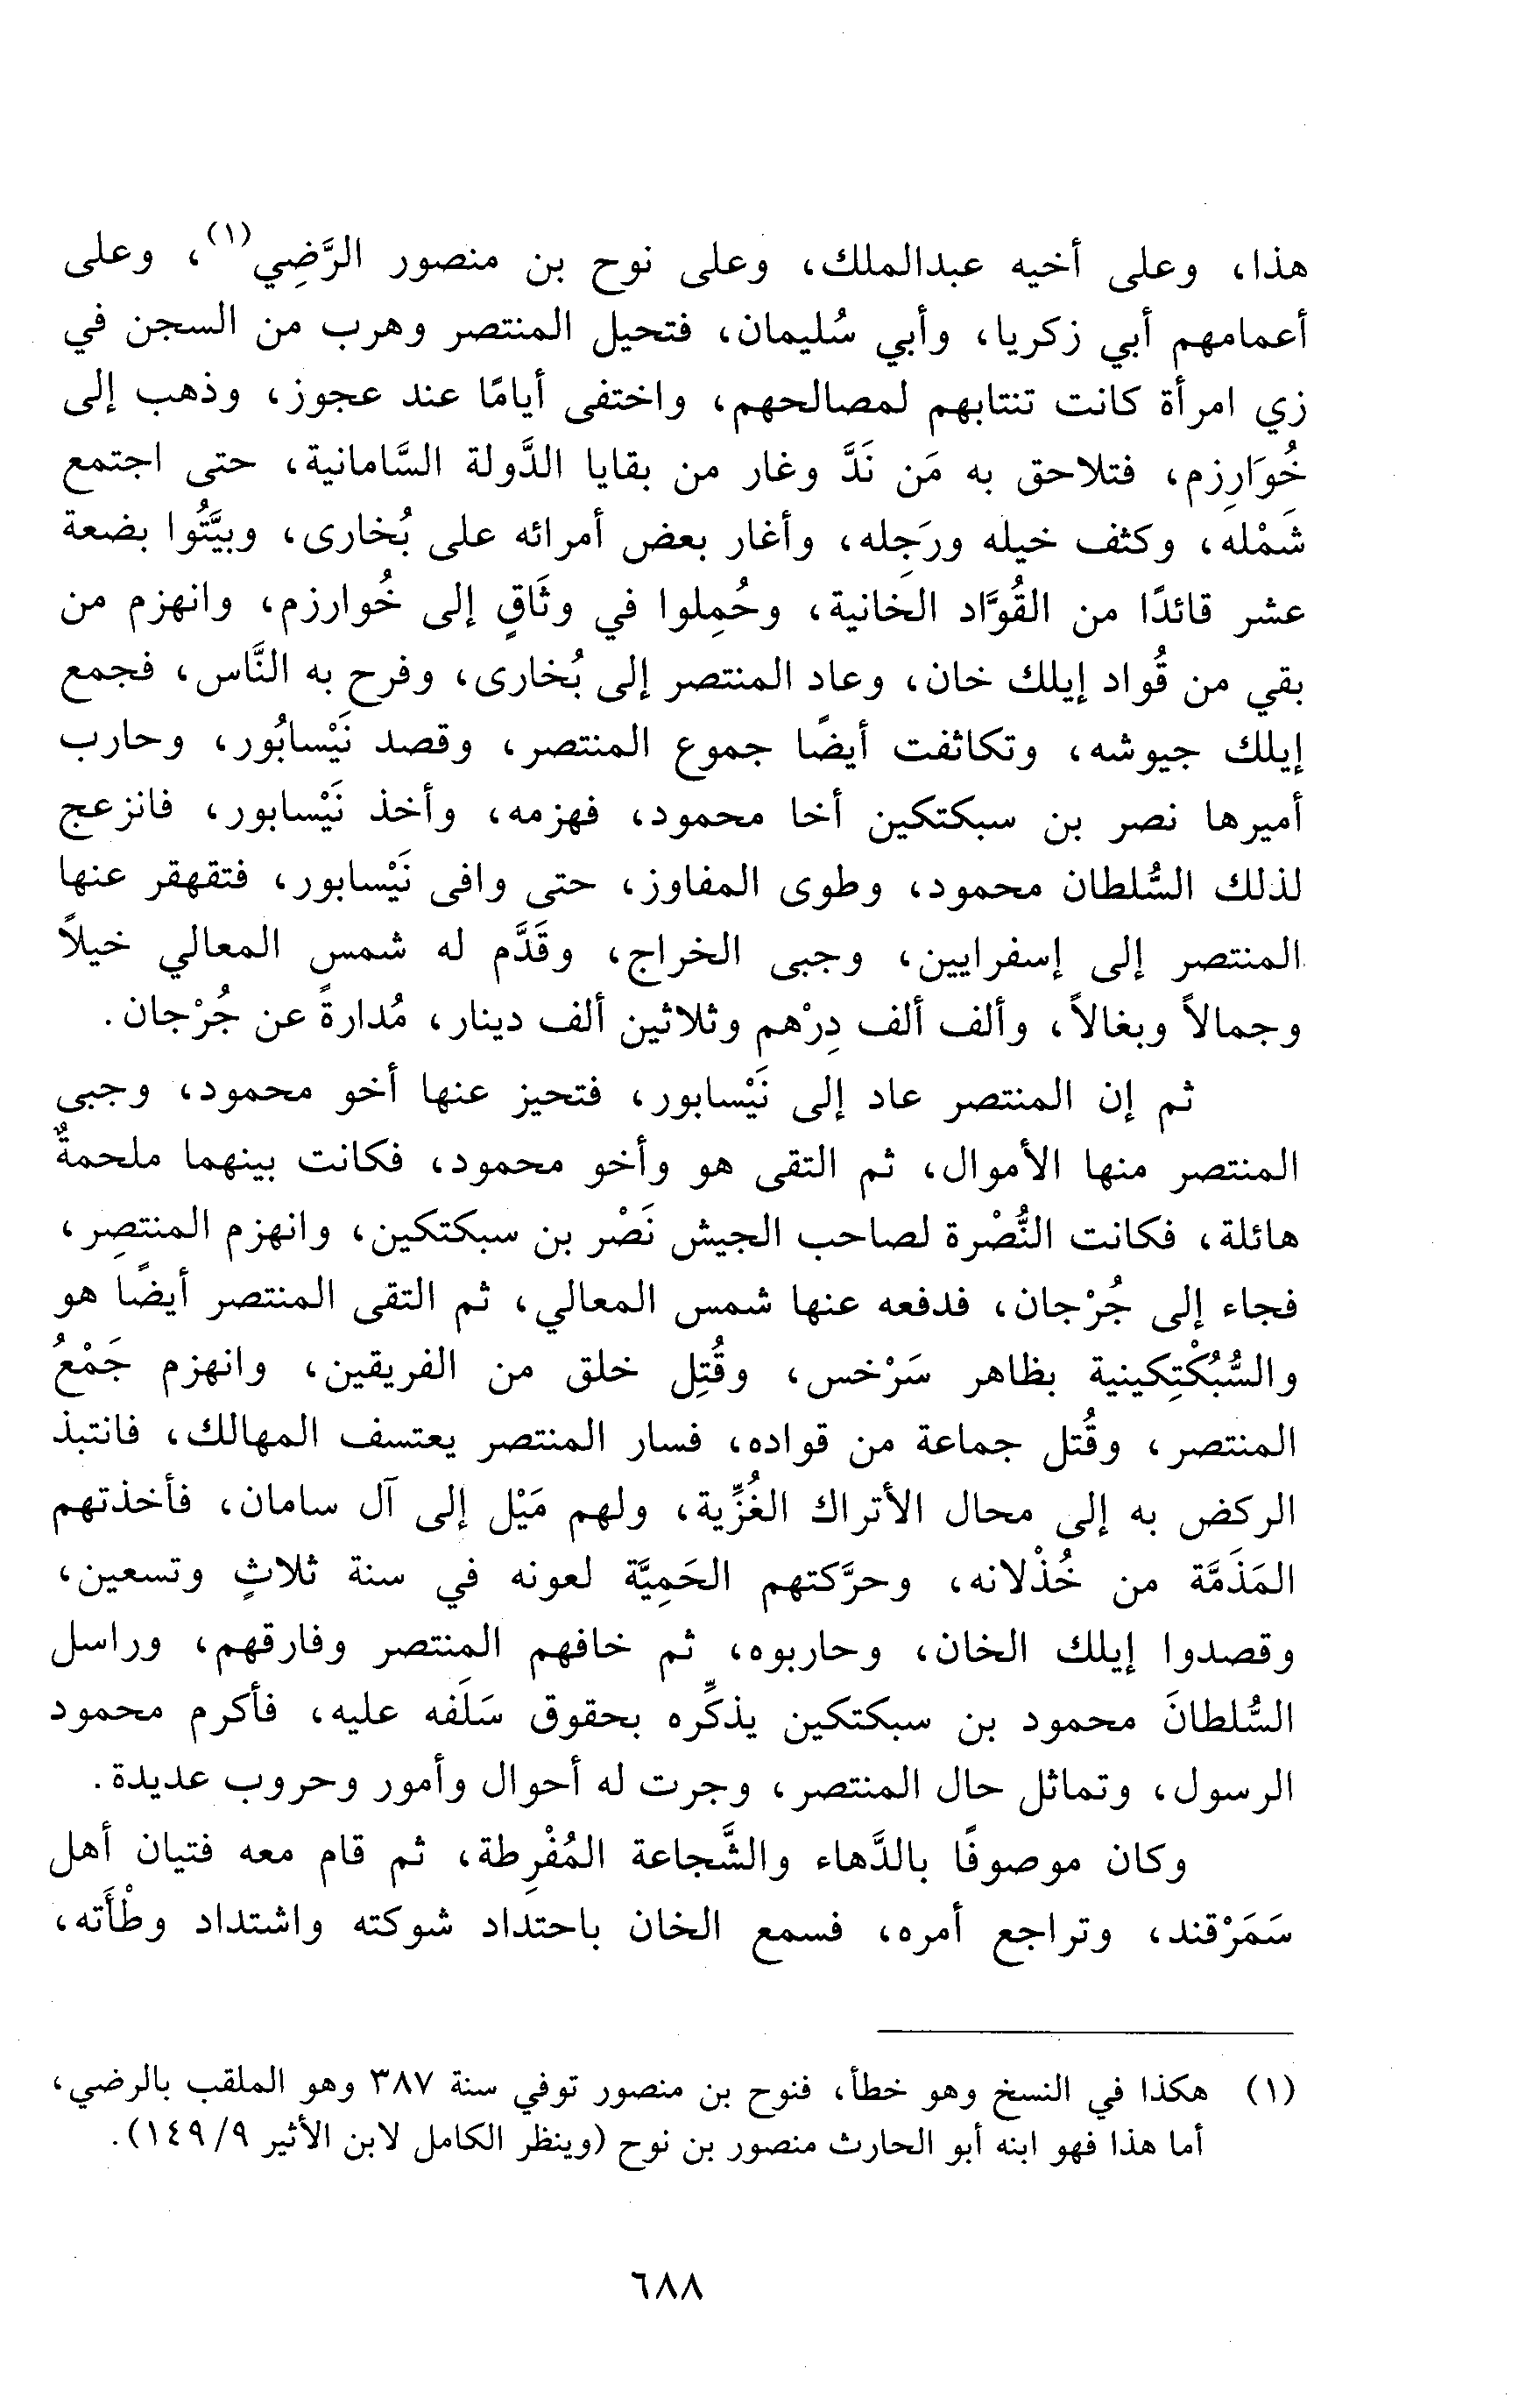 هذا، وعلى أخيه عبدالملك، وعلى نوح بن منصور الرَّضِي(١)، وعلى
أعمامهم أبي زكريا، وأبي سُليمان، فتحيل المنتصر وهرب من السجن في
زي امرأة كانت تنتابهم لمصالحهم، واختفى أيامًا عند عجوز، وذهب إلى
خُوَارِزم، فتلاحق به مَن نَدَّ وغار من بقايا الدَّولة السَّامانية، حتى اجتمع
شَمْله، وكثف خيله ورَجِله، وأغار بعض أمرائه على بُخارى، وبيَّتُوا بضعة
عشر قائدًا من القُوَّاد الخانية، وحُمِلوا في وثَاقٍ إلى خُوارزم، وانهزم من
بقي من قُواد إيلك خان، وعاد المنتصر إلى بُخارى، وفرح به النَّاس، فجمع
إيلك جيوشه، وتكاثفت أيضًا جموع المنتصر، وقصد نَيْسابُور، وحارب
أميرها نصر بن سبكتكين أخا محمود، فهزمه، وأخذ نَيْسابور، فانزعج
لذلك السُّلطان محمود، وطوى المفاوز، حتى وافى نَيْسابور، فتقهقر عنها
المنتصر إلى إسفرايين، وجبى الخراج، وقَدَّم له شمس المعالي خيلاً
وجمالاً وبغالاً، وألف ألف دِرْهم وثلاثين ألف دينار، مُدارةً عن جُرْجان.
ثم إن المنتصر عاد إلى نَيْسابور، فتحيز عنها أخو محمود، وجبى
المنتصر منها الأموال، ثم التقى هو وأخو محمود، فكانت بينهما ملحمةٌ
هائلة، فكانت النُّصْرة لصاحب الجيش نَصْر بن سبكتكين، وانهزم المنتصِر،
فجاء إلى جُرْجان، فدفعه عنها شمس المعالي، ثم التقى المنتصر أيضًا هو
والسُّبُكْتِكينية بظاهر سَرْخس، وقُتِل خلق من الفريقين، وانهزم جَمْعُ
المنتصر، وقُتل جماعة من قواده، فسار المنتصر يعتسف المهالك، فانتبذ
الركض به إلى محال الأتراك الغُزِّية، ولهم مَيْل إلى آل سامان، فأخذتهم
المَذَمَّة من خُذْلانه، وحرَّكتهم الحَمِيَّة لعونه في سنة ثلاثٍ وتسعين،
وقصدوا إيلك الخان، وحاربوه، ثم خافهم المنتصر وفارقهم، وراسل
السُّلطانَ محمود بن سبكتكين يذكِّره بحقوق سَلَفه عليه، فأكرم محمود
الرسول، وتماثل حال المنتصر، وجرت له أحوال وأمور وحروب عديدة.
وكان موصوفًا بالدَّهاء والشَّجاعة المُفْرِطة، ثم قام معه فتيان أهل
سَمَرْقند، وتراجع أمره، فسمع الخان باحتداد شوكته واشتداد وطْأَته،
(١) هكذا في النسخ وهو خطأ، فنوح بن منصور توفي سنة ٣٨٧ وهو الملقب بالرضي،
أما هذا فهو ابنه أبو الحارث منصور بن نوح (وينظر الكامل لابن الأثير ٩/ ١٤٩).
٦٨٨